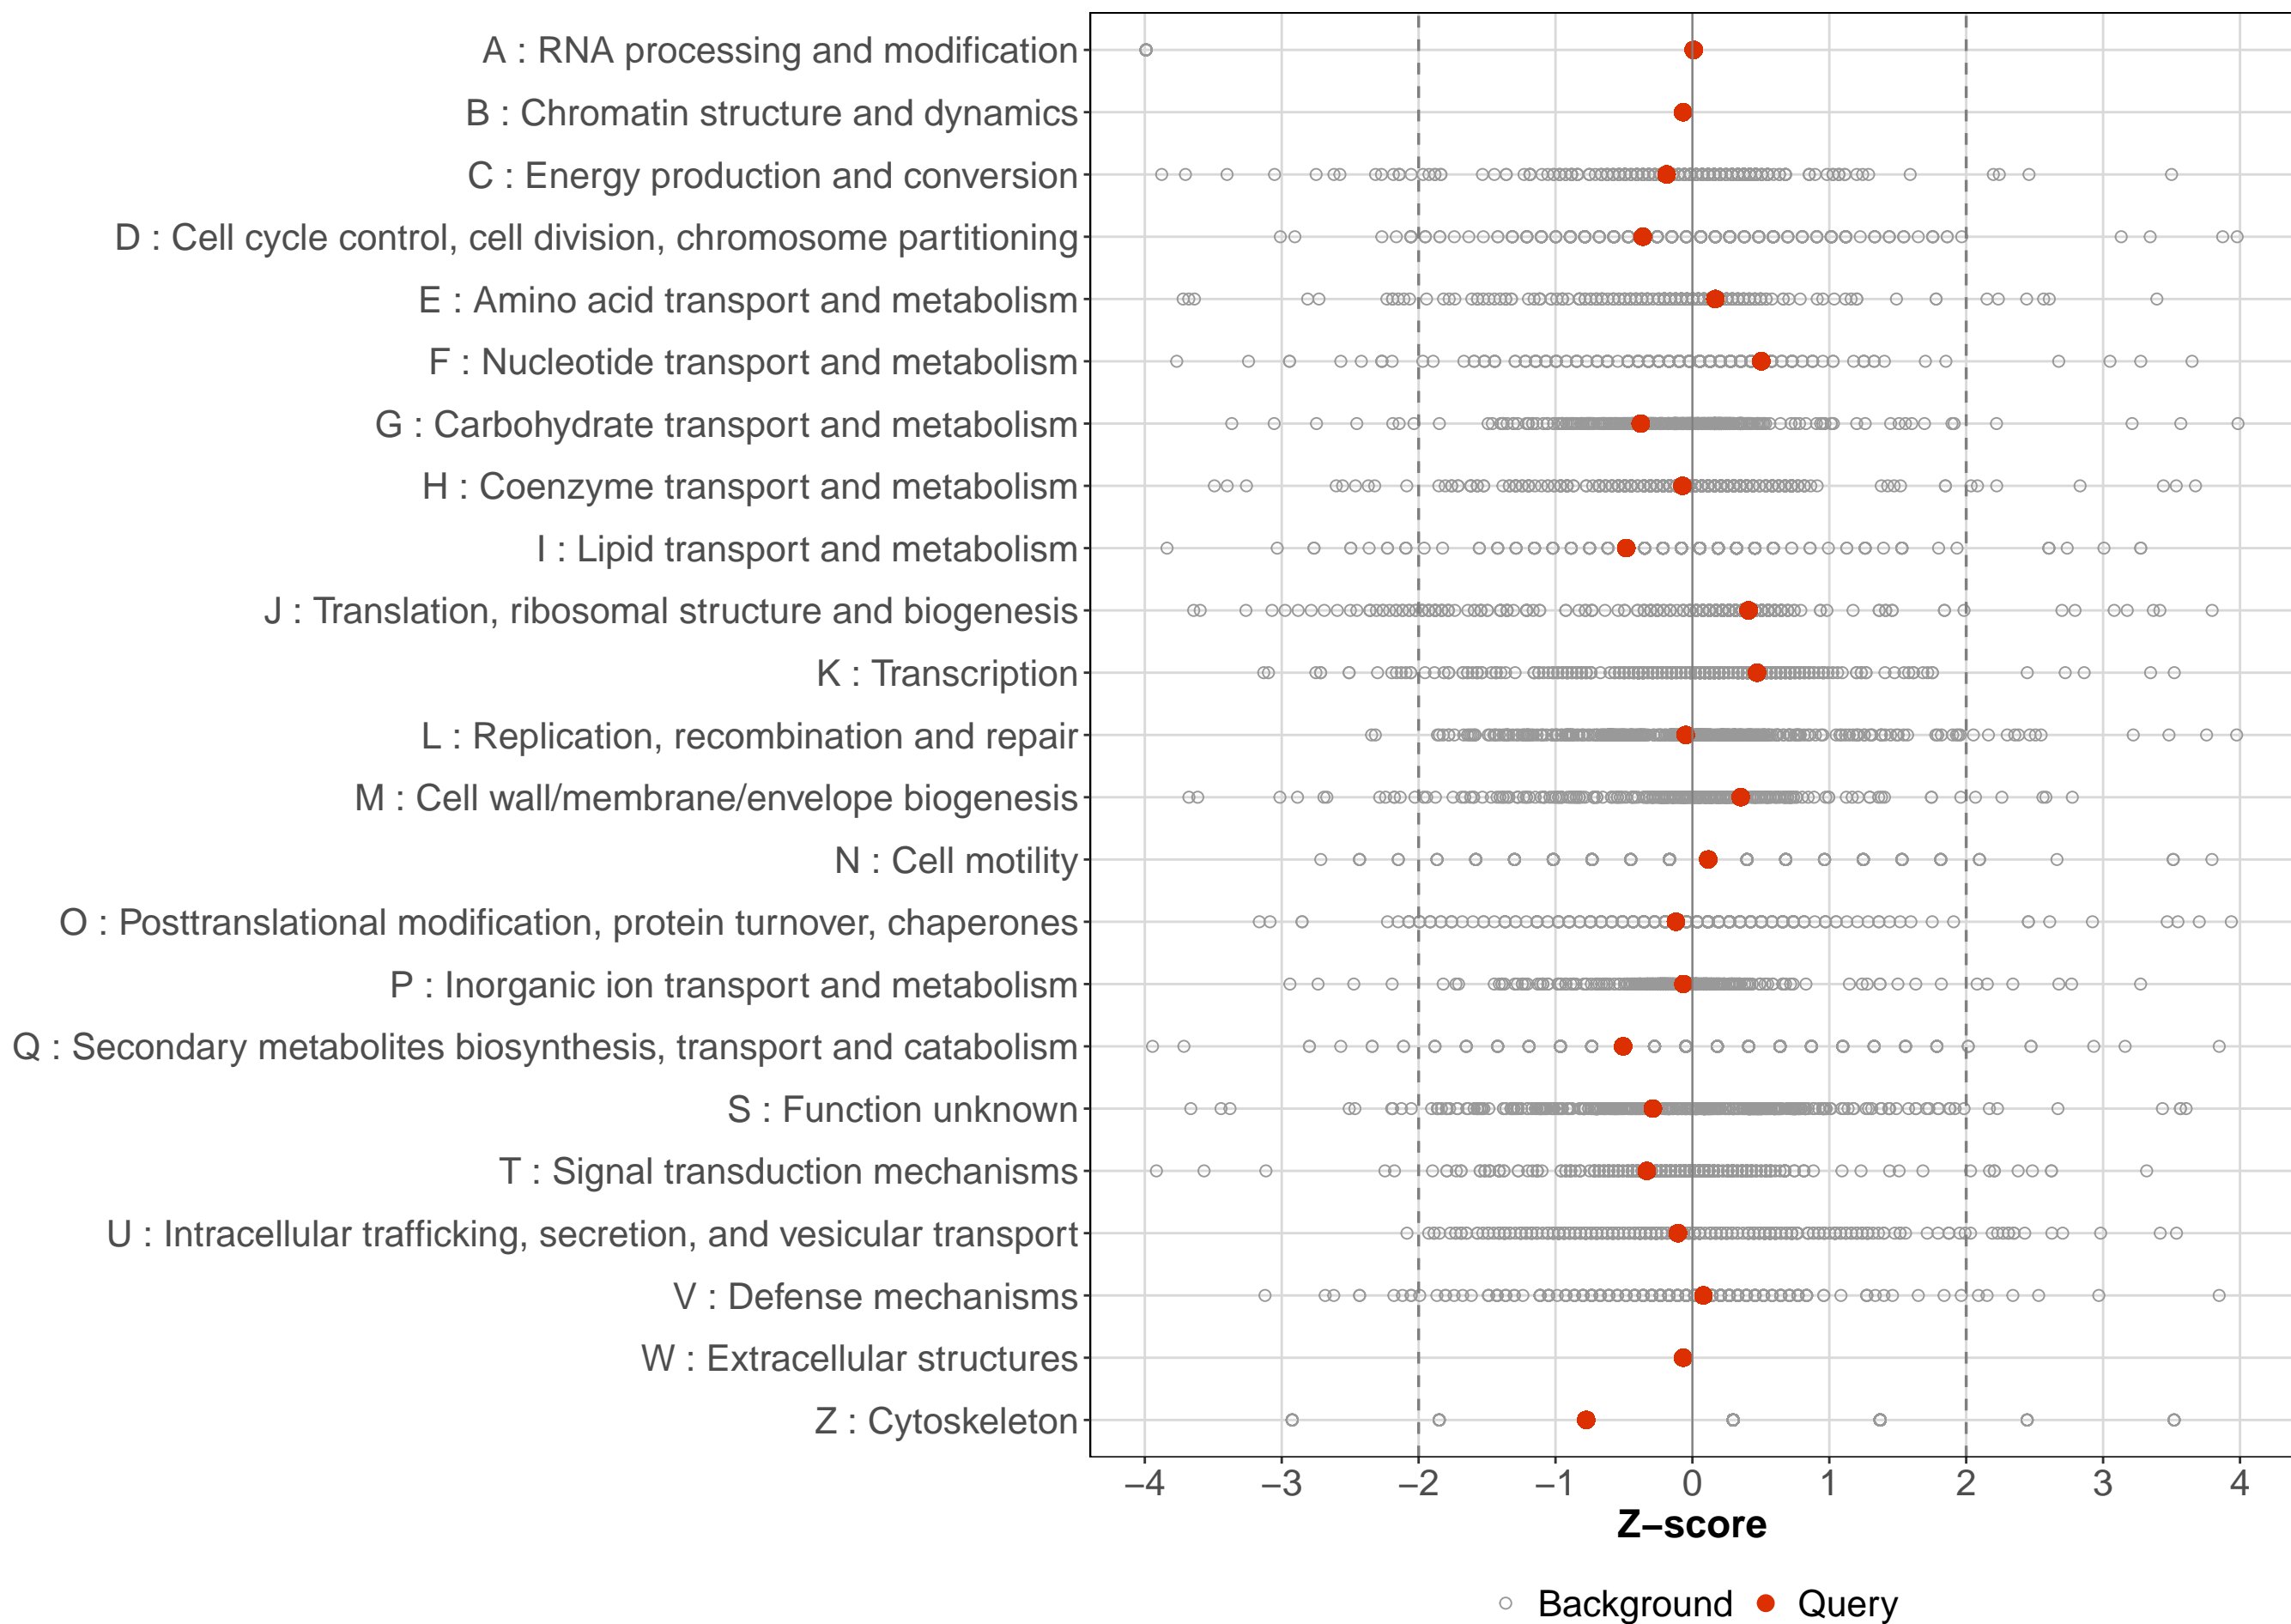 A : RNA processing and modification
B : Chromatin structure and dynamics
C : Energy production and conversion
D : Cell cycle control, cell division, chromosome partitioning
E : Amino acid transport and metabolism
F : Nucleotide transport and metabolism
G : Carbohydrate transport and metabolism
H : Coenzyme transport and metabolism
I : Lipid transport and metabolism
J : Translation, ribosomal structure and biogenesis
K : Transcription
L : Replication, recombination and repair
M : Cell wall/membrane/envelope biogenesis
N : Cell motility
O : Posttranslational modification, protein turnover, chaperones
P : Inorganic ion transport and metabolism
Q : Secondary metabolites biosynthesis, transport and catabolism
S : Function unknown
T : Signal transduction mechanisms
U : Intracellular trafficking, secretion, and vesicular transport
V : Defense mechanisms
W : Extracellular structures
Z : Cytoskeleton
−4 −3 −2 −1 0 1 2 3 4
Z−score
Background Query